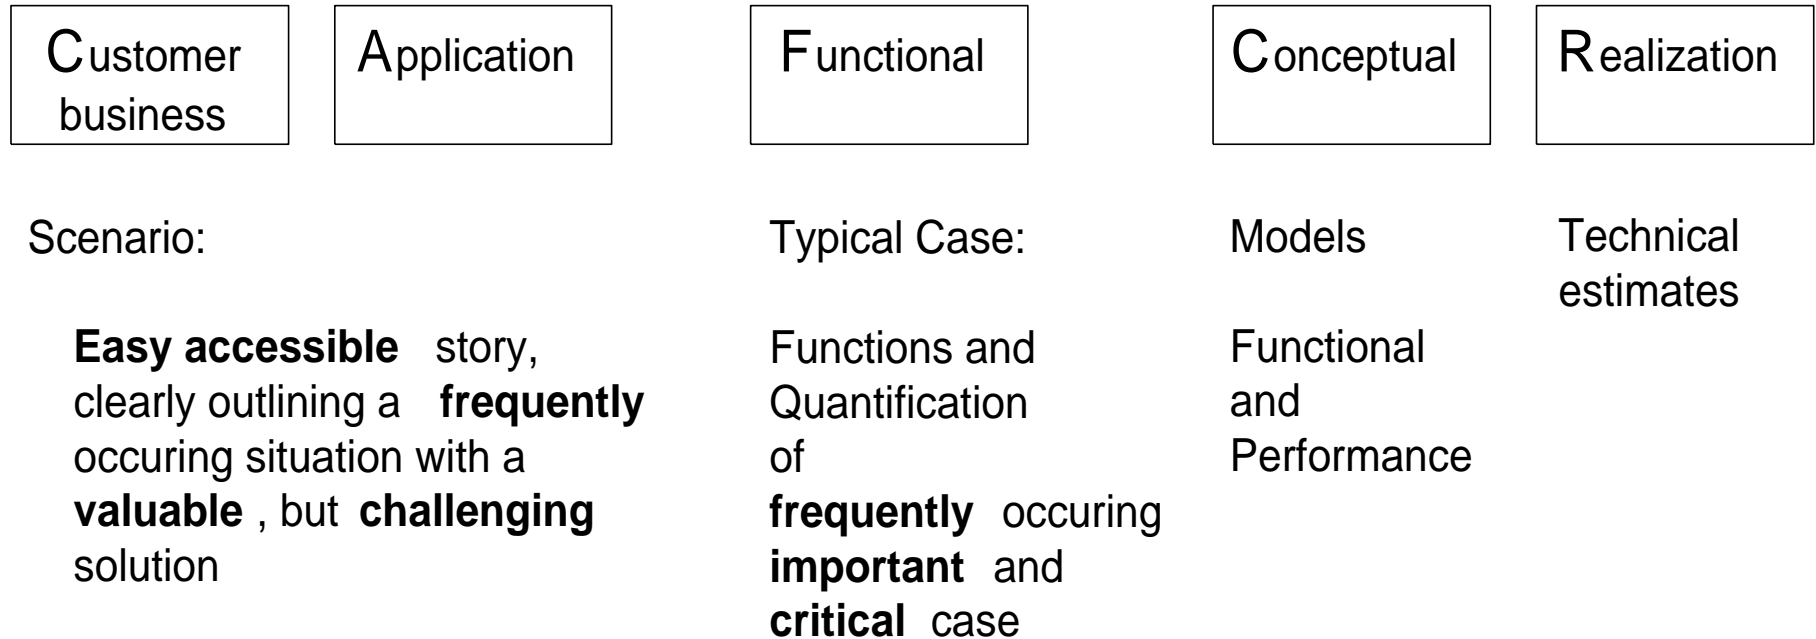 Customer
business
Application
Functional
Conceptual
Realization
Scenario:
Easy accessible story,
clearly outlining a frequently
occuring situation with a
valuable , but challenging
solution
Typical Case:
Functions and
Quantification
of
frequently occuring
important and
critical case
Models
Functional
and
Performance
Technical
estimates